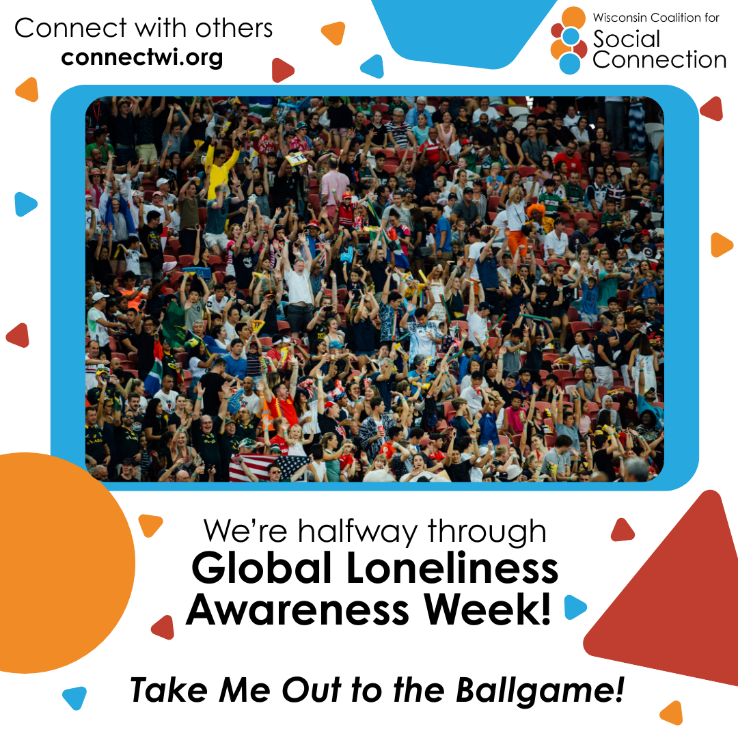 Connect with others
connectwi.org
Wisconsin Coalition for
Social
Connection
We're halfway through
Global Loneliness
Awareness Week!
Take Me Out to the Ballgame!